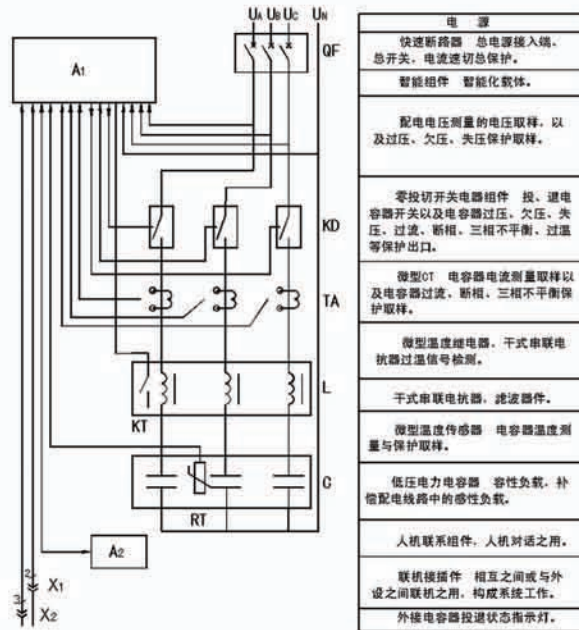 UA UB UC UN
QF
A1
KD
TA
L
KT
C
RT
A2
2
X1
3
X2
电 源
快速断路器 总电源接入端、
总开关、电流速切总保护。
智能组件 智能化载体。
配电电压测量的电压取样，以
及过压、欠压、失压保护取样。
零投切开关电器组件 投、退电
容器开关以及电容器过压、欠压、失
压、过流、断相、三相不平衡、过温
等保护出口。
微型CT 电容器电流测量取样以
及电容器过流、断相、三相不平衡保
护取样。
微型温度继电器、干式串联电
抗器过温信号检测。
干式串联电抗器、滤波器件。
微型温度传感器 电容器温度测
量与保护取样。
低压电力电容器 容性负载、补
偿配电线路中的感性负载。
人机联系组件、人机对话之用。
联机接插件 相互之间或与外
设之间联机之用，构成系统工作。
外接电容器投退状态指示灯。